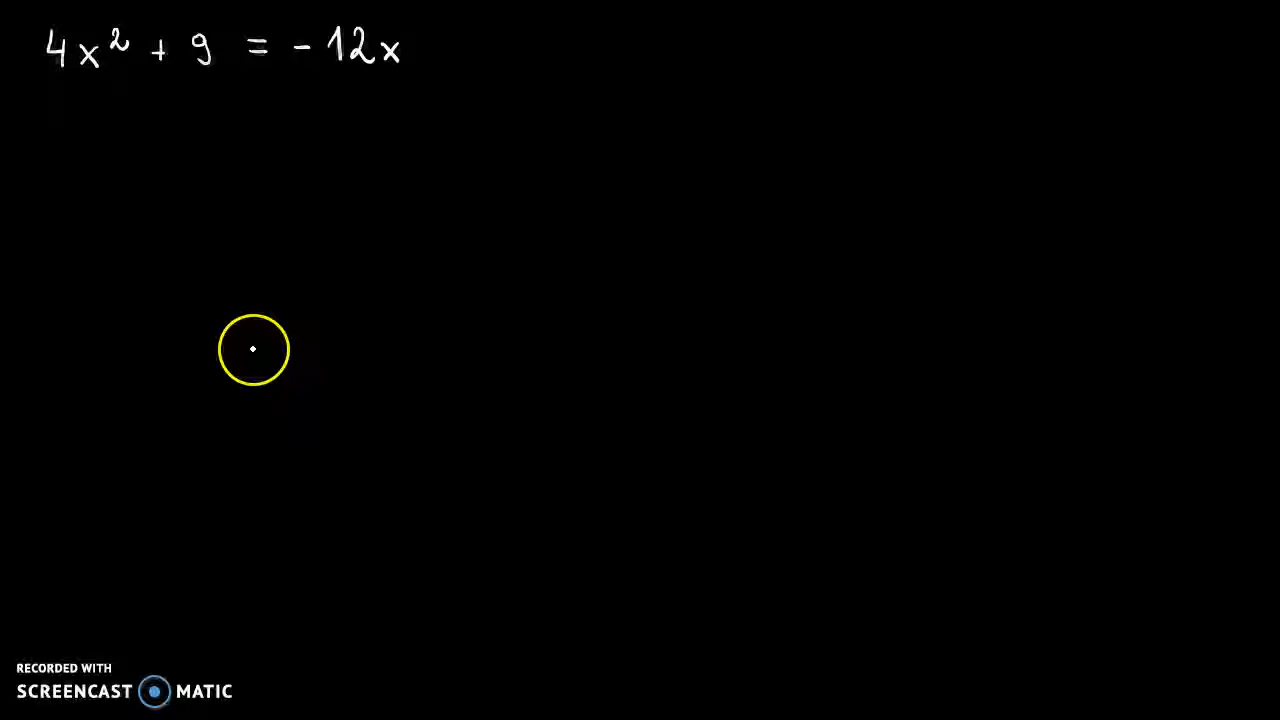 4x² + 9 = -12x
RECORDED WITH
SCREENCAST MATIC